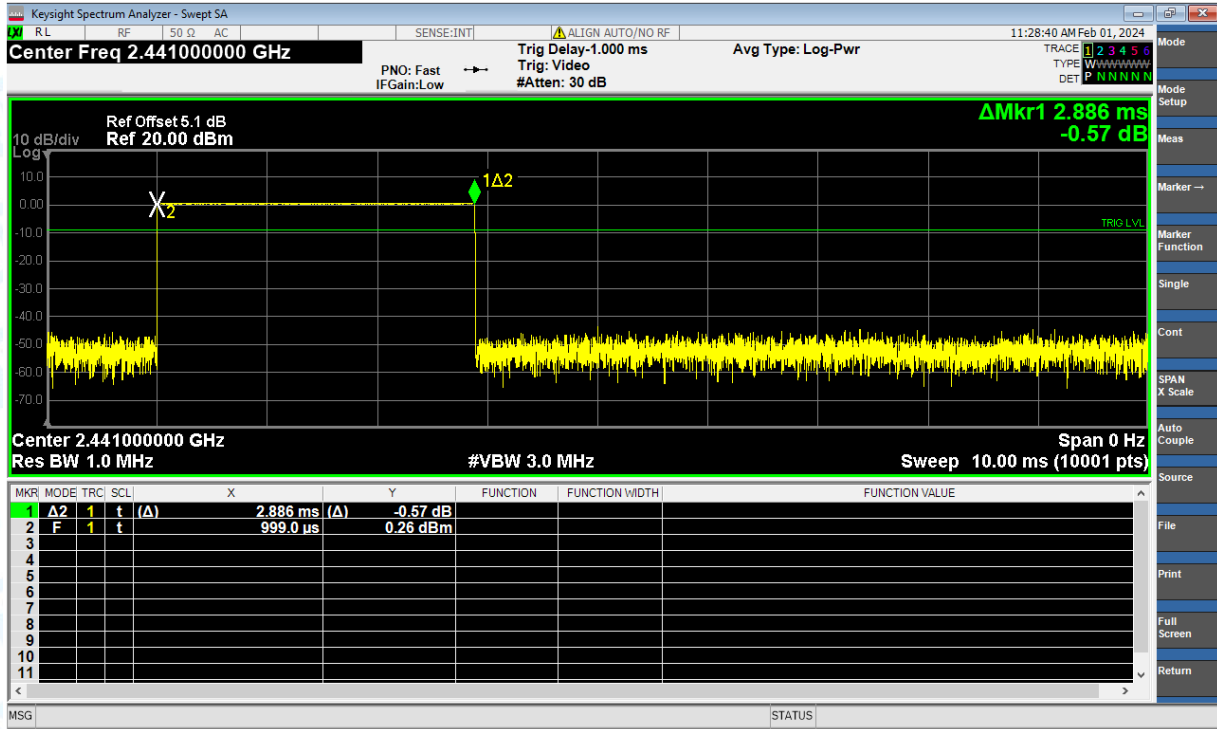 Keysight Spectrum Analyzer - Swept SA
LXI RL RF 50 Ω AC SENSE:INT ALIGN AUTO/NO RF 11:28:40 AM Feb 01, 2024
Center Freq 2.441000000 GHz
PNO: Fast
IFGain:Low
Trig Delay-1.000 ms
Trig: Video
#Atten: 30 dB
Avg Type: Log-Pwr
TRACE 1 2 3 4 5 6
TYPE WWWWWW
DET P N N N N N
ΔMkr1 2.886 ms
-0.57 dB
Ref Offset 5.1 dB
10 dB/div Ref 20.00 dBm
Log
10.0
0.00
-10.0
-20.0
-30.0
-40.0
-50.0
-60.0
-70.0
1Δ2
2
TRIG LVL
Center 2.441000000 GHz Span 0 Hz
Res BW 1.0 MHz #VBW 3.0 MHz Sweep 10.00 ms (10001 pts)
MKR MODE TRC SCL X Y FUNCTION FUNCTION WIDTH FUNCTION VALUE
1 Δ2 1 t (Δ) 2.886 ms (Δ) -0.57 dB
2 F 1 t 999.0 µs 0.26 dBm
3
4
5
6
7
8
9
10
11
MSG STATUS
Mode
Mode Setup
Meas
Marker →
Marker Function
Single
Cont
SPAN X Scale
Auto Couple
Source
File
Print
Full Screen
Return